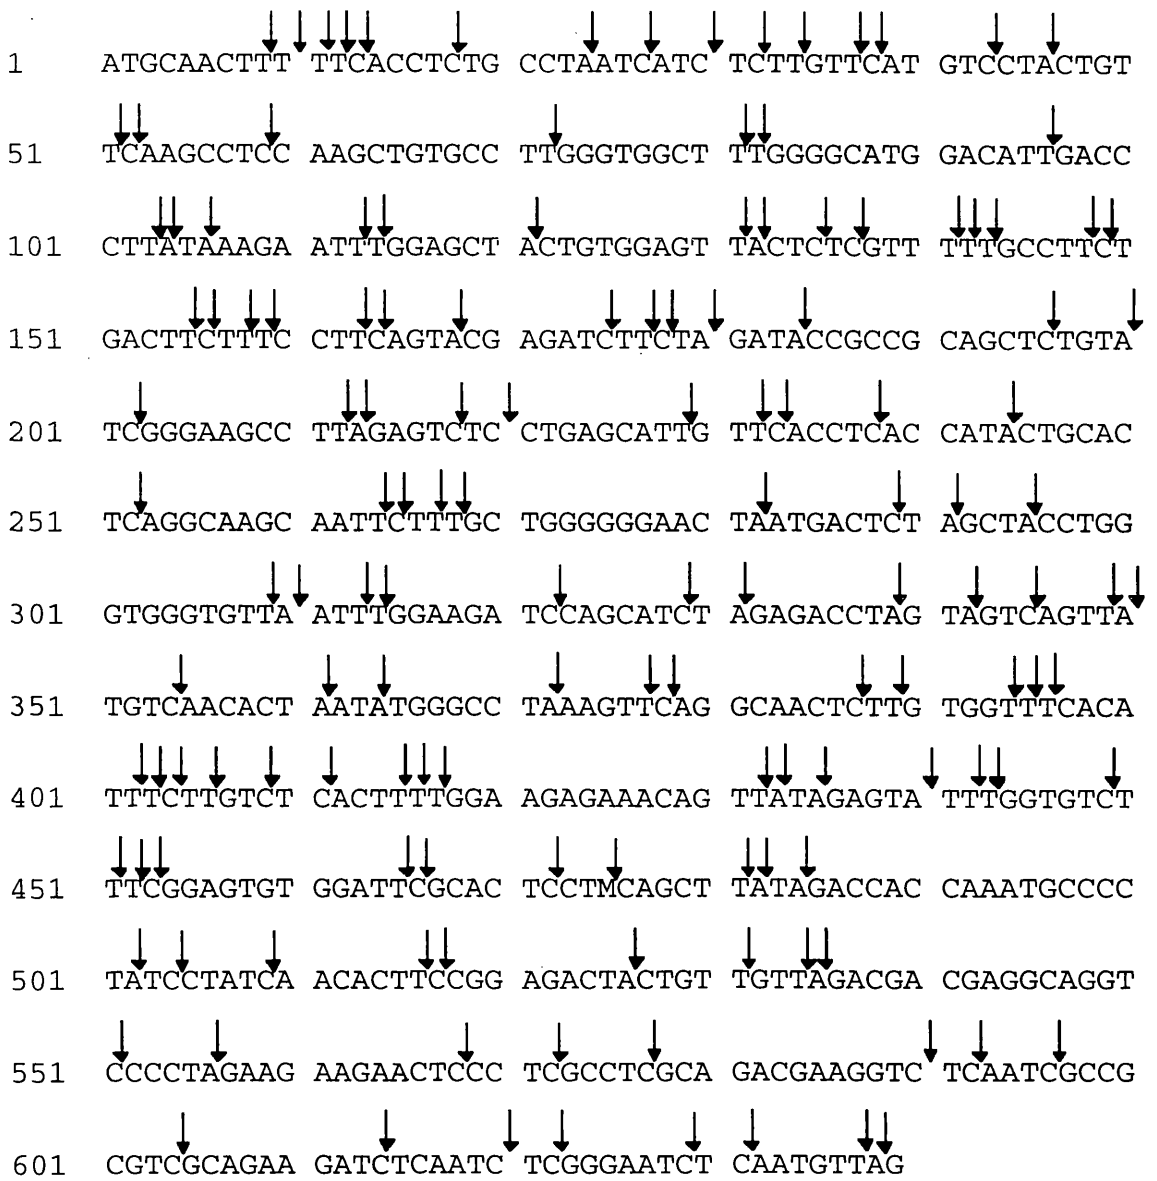 1 ATGCAACTTT TTCACCTCTG CCTAATCATC TCTTGTTCAT GTCCTACTGT
51 TCAAGCCTCC AAGCTGTGCC TTGGGTGGCT TTGGGGCATG GACATTGACC
101 CTTATAAAGA ATTTGGAGCT ACTGTGGAGT TACTCTCGTT TTTGCCTTCT
151 GACTTCTTTC CTTCAGTACG AGATCTTCTA GATACCGCCG CAGCTCTGTA
201 TCGGGAAGCC TTAGAGTCTC CTGAGCATTG TTCACCTCAC CATACTGCAC
251 TCAGGCAAGC AATTCTTTGC TGGGGGGAAC TAATGACTCT AGCTACCTGG
301 GTGGGTGTTA ATTTGGAAGA TCCAGCATCT AGAGACCTAG TAGTCAGTTA
351 TGTCAACACT AATATGGGCC TAAAGTTCAG GCAACTCTTG TGGTTTCACA
401 TTTCTTGTCT CACTTTTGGA AGAGAAACAG TTATAGAGTA TTTGGTGTCT
451 TTCGGAGTGT GGATTCGCAC TCCTMCAGCT TATAGACCAC CAAATGCCCC
501 TATCCTATCA ACACTTCCGG AGACTACTGT TGTTAGACGA CGAGGCAGGT
551 CCCCTAGAAG AAGAACTCCC TCGCCTCGCA GACGAAGGTC TCAATCGCCG
601 CGTCGCAGAA GATCTCAATC TCGGGAATCT CAATGTTAG